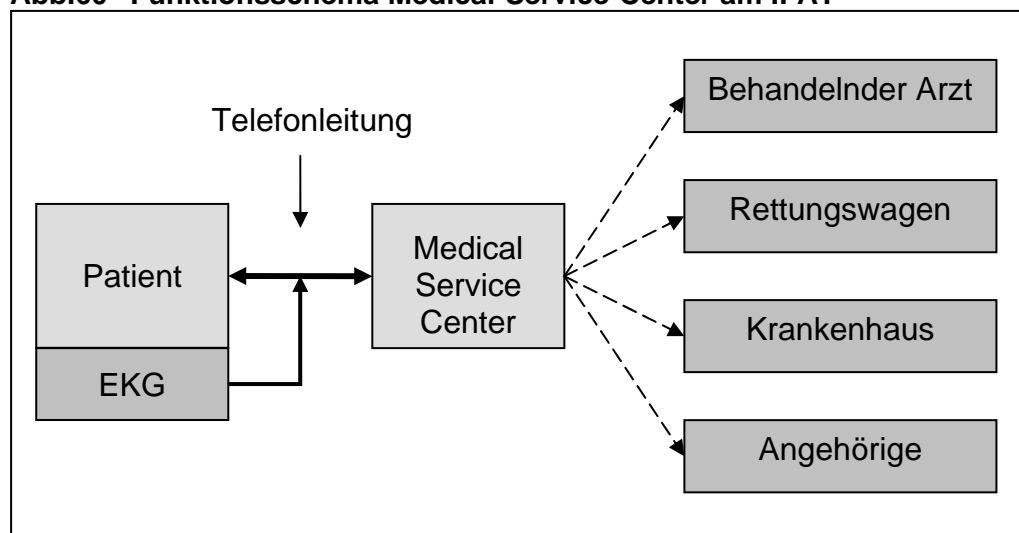 Funktionsschema Medical Service Center am
Telefonleitung
Patient
EKG
Medical
Service
Center
Behandelnder Arzt
Rettungswagen
Krankenhaus
Angehörige